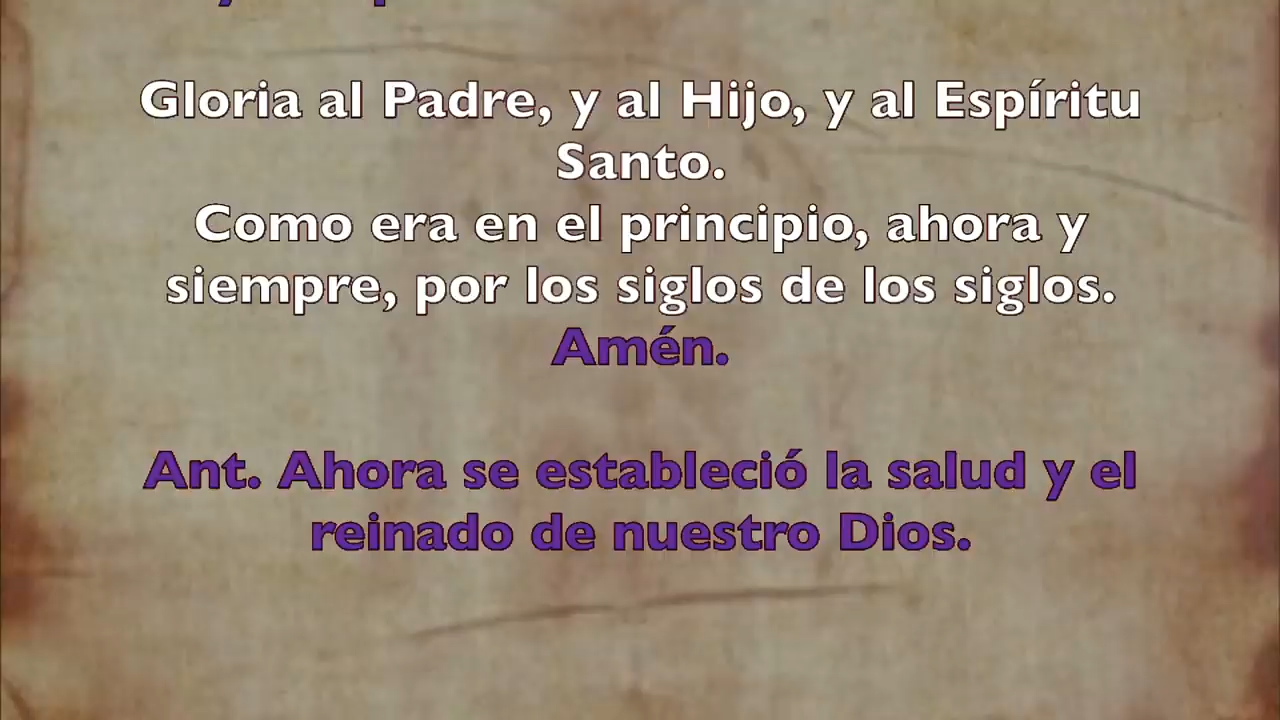 Gloria al Padre, y al Hijo, y al Espíritu
Santo.
Como era en el principio, ahora y
siempre, por los siglos de los siglos.
Amén.
Ant. Ahora se estableció la salud y el
reinado de nuestro Dios.